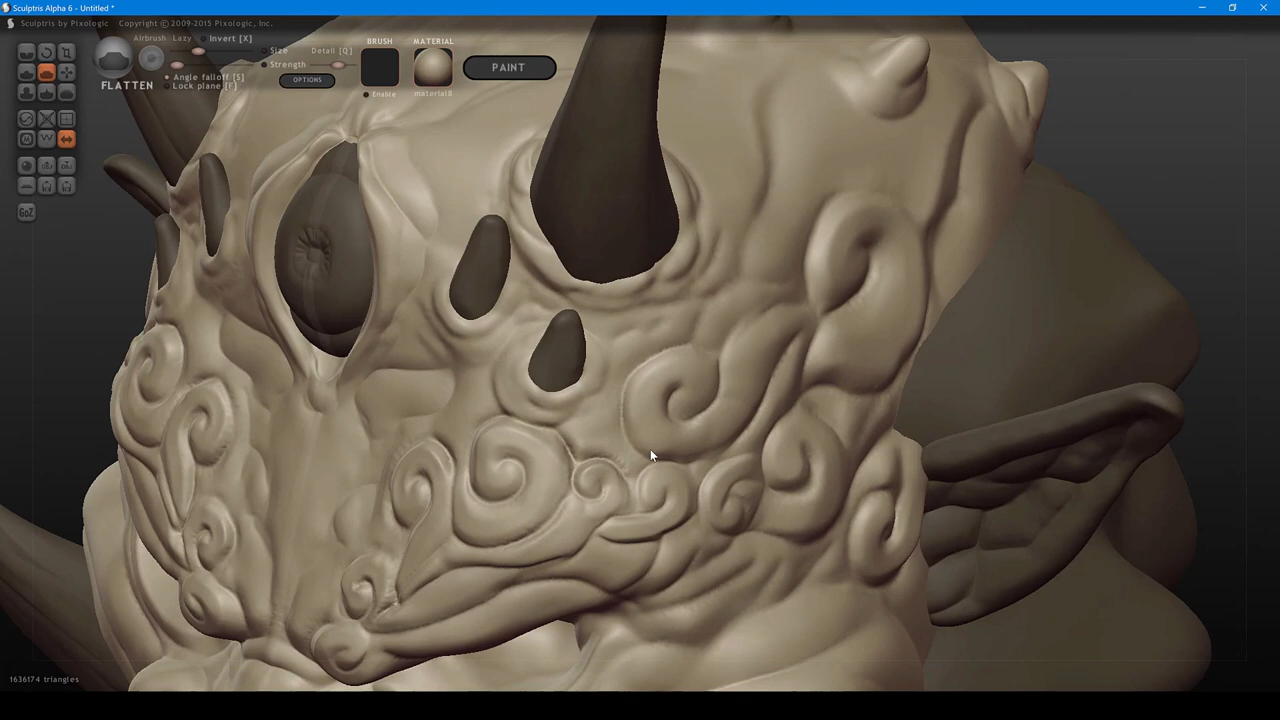 Sculptris Alpha 6 - Untitled *
Sculptris by Pixologic Copyright © 2009-2015 Pixologic, Inc.
Airbrush Lazy Invert [X]
Size Detail [Q]
Strength
Angle falloff [S]
Lock plane [F]
FLATTEN
OPTIONS
BRUSH
Enable
MATERIAL
material8
PAINT
GoZ
1636174 triangles